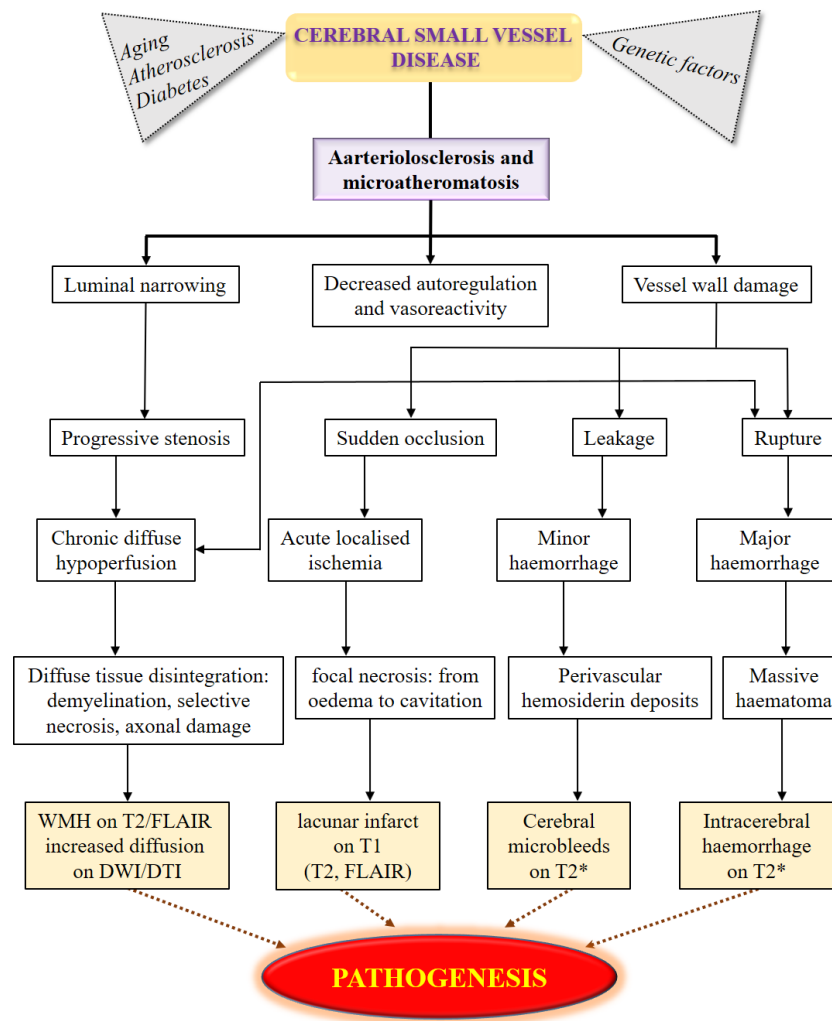 Aging
Atherosclerosis
Diabetes
CEREBRAL SMALL VESSEL
DISEASE
Genetic factors
Aarteriolosclerosis and
microatheromatosis
Luminal narrowing
Decreased autoregulation
and vasoreactivity
Vessel wall damage
Progressive stenosis
Sudden occlusion
Leakage
Rupture
Chronic diffuse
hypoperfusion
Acute localised
ischemia
Minor
haemorrhage
Major
haemorrhage
Diffuse tissue disintegration:
demyelination, selective
necrosis, axonal damage
focal necrosis: from
oedema to cavitation
Perivascular
hemosiderin deposits
Massive
haematoma
WMH on T2/FLAIR
increased diffusion
on DWI/DTI
lacunar infarct
on T1
(T2, FLAIR)
Cerebral
microbleeds
on T2*
Intracerebral
haemorrhage
on T2*
PATHOGENESIS